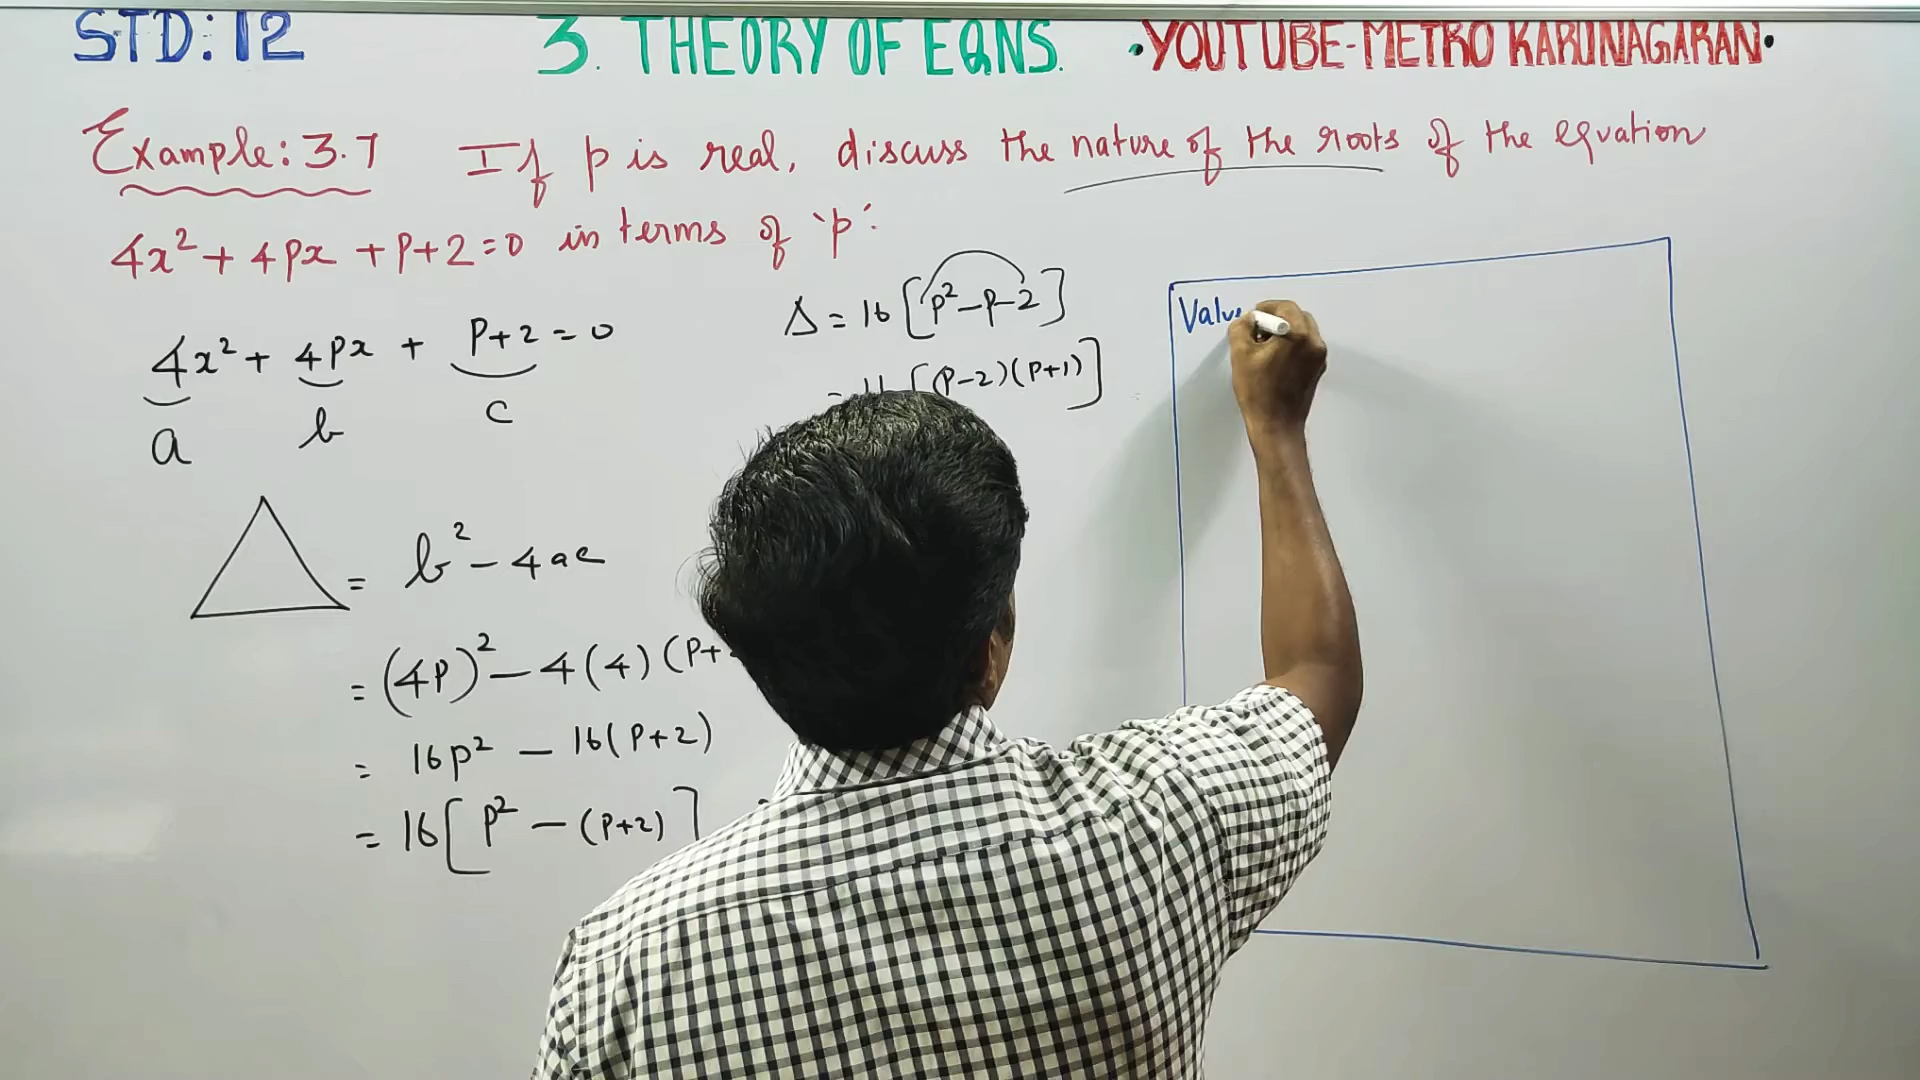 STD: 12
3. THEORY OF EQNS.
•YOUTUBE-METRO KARUNAGARAN•
Example: 3.7 If p is real, discuss the nature of the roots of the equation
4x² + 4px + p+2=0 in terms of 'p'.
4x² + 4px + p+2 = 0
a b c
= b² - 4ac
= (4p)² - 4(4)(p+
= 16p² - 16(p+2)
= 16[p² - (p+2)]
Δ = 16[p² - p - 2]
[(p-2)(p+1)]
Value